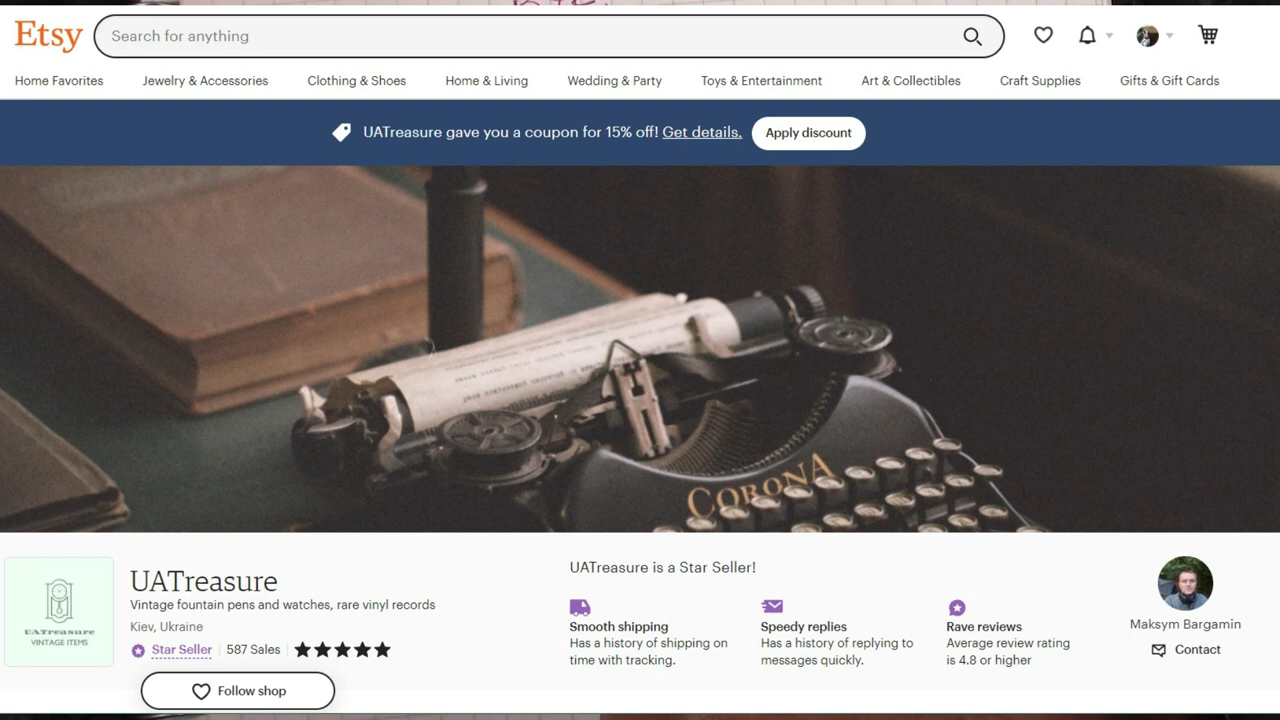 Etsy
Search for anything
Home Favorites
Jewelry & Accessories
Clothing & Shoes
Home & Living
Wedding & Party
Toys & Entertainment
Art & Collectibles
Craft Supplies
Gifts & Gift Cards
UATreasure gave you a coupon for 15% off! Get details.
Apply discount
CORONA
UATreasure
VINTAGE ITEMS
UATreasure
Vintage fountain pens and watches, rare vinyl records
Kiev, Ukraine
Star Seller
587 Sales
Follow shop
UATreasure is a Star Seller!
Smooth shipping
Has a history of shipping on
time with tracking.
Speedy replies
Has a history of replying to
messages quickly.
Rave reviews
Average review rating
is 4.8 or higher
Maksym Bargamin
Contact